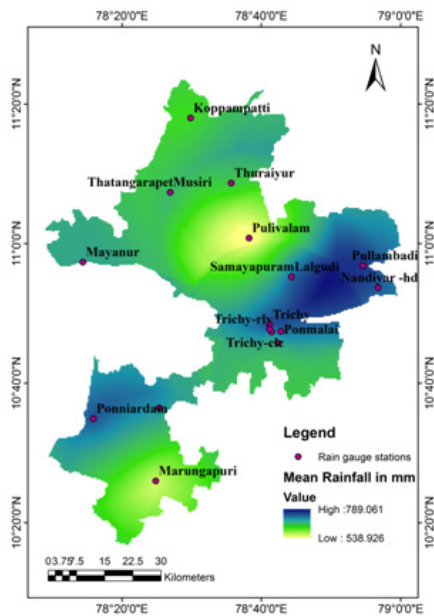 78°20'0"E 78°40'0"E 79°0'0"E
N
11°20'0"N 11°20'0"N
Koppampatti
Thuraiyur
ThatangarapetMusiri
Pulivalam
11°0'0"N 11°0'0"N
Mayanur
Pullambadi
SamayapuramLalgudi
Nandiyar -hd
Trichy-rly Trichy
Ponmalai
Trichy-clc
10°40'0"N 10°40'0"N
Ponniardam
Legend
Rain gauge stations
Marungapuri
Mean Rainfall in mm
Value
High :789.061
10°20'0"N 10°20'0"N
Low : 538.926
03.757.5 15 22.5 30
Kilometers
78°20'0"E 78°40'0"E 79°0'0"E